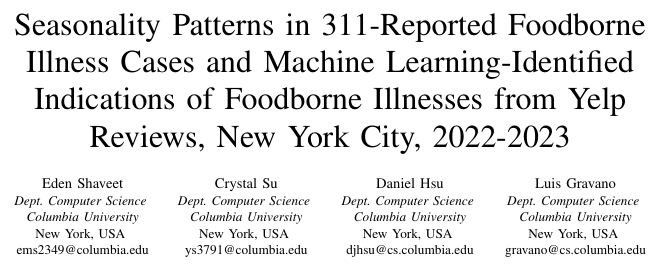 Seasonality Patterns in 311-Reported Foodborne
Illness Cases and Machine Learning-Identified
Indications of Foodborne Illnesses from Yelp
Reviews, New York City, 2022-2023
Eden Shaveet
Dept. Computer Science
Columbia University
New York, USA
ems2349@columbia.edu
Crystal Su
Dept. Computer Science
Columbia University
New York, USA
ys3791@columbia.edu
Daniel Hsu
Dept. Computer Science
Columbia University
New York, USA
djhsu@cs.columbia.edu
Luis Gravano
Dept. Computer Science
Columbia University
New York, USA
gravano@cs.columbia.edu